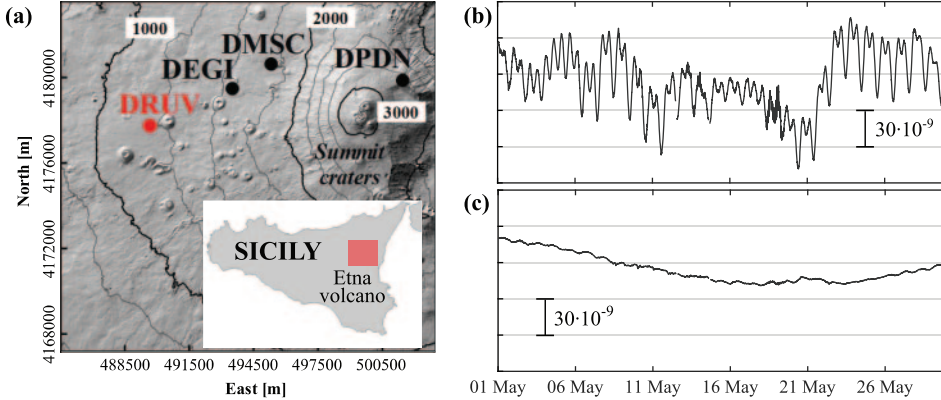 (a)
1000
2000
DMSC
DPDN
DEGI
DRUV
3000
Summit
craters
SICILY
Etna
volcano
4180000
4176000
4172000
4168000
North [m]
488500 491500 494500 497500 500500
East [m]
(b)
30·10-9
(c)
30·10-9
01 May 06 May 11 May 16 May 21 May 26 May